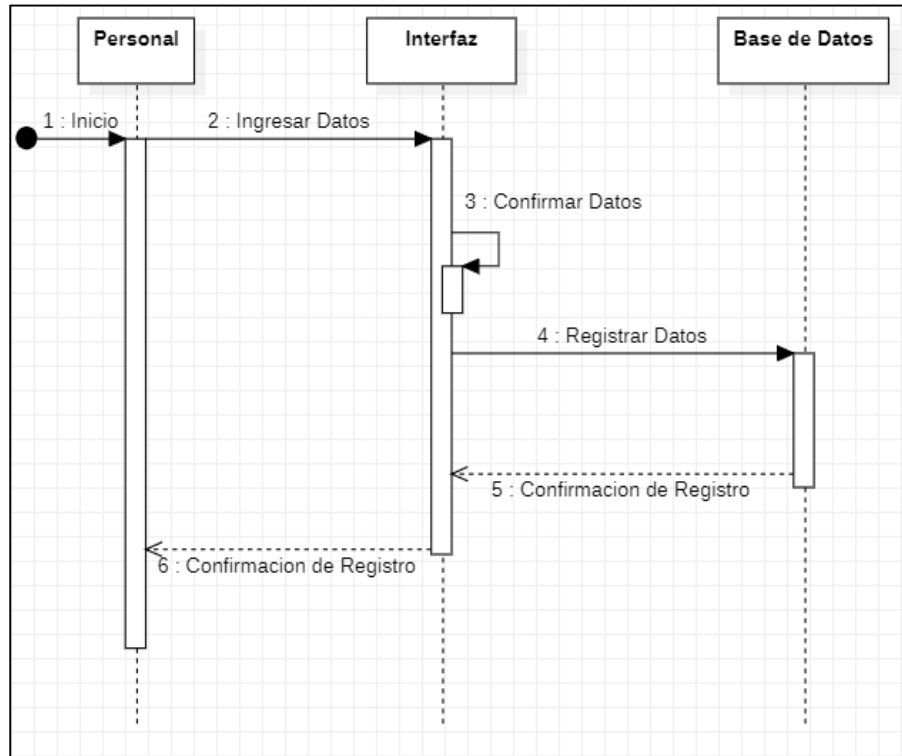 Personal
Interfaz
Base de Datos
1 : Inicio
2 : Ingresar Datos
3 : Confirmar Datos
4 : Registrar Datos
5 : Confirmacion de Registro
6 : Confirmacion de Registro